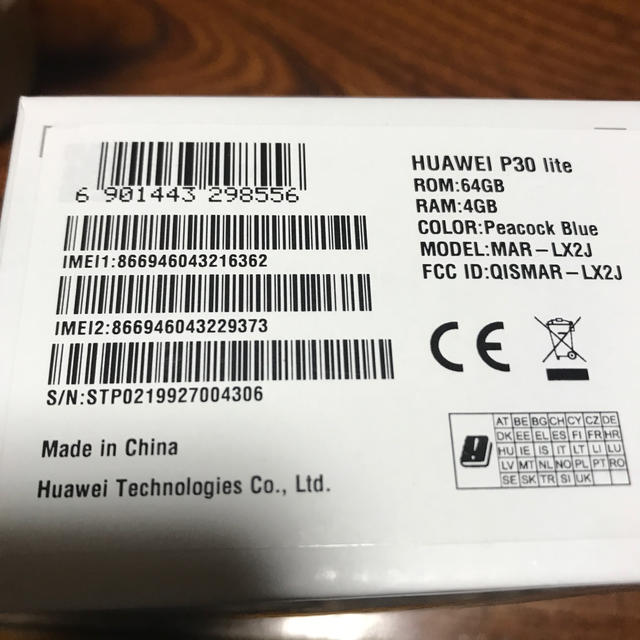 6 901443 298556
IMEI1:866946043216362
IMEI2:866946043229373
S/N:STP0219927004306
Made in China
Huawei Technologies Co., Ltd.
HUAWEI P30 lite
ROM:64GB
RAM:4GB
COLOR:Peacock Blue
MODEL:MAR-LX2J
FCC ID:QISMAR-LX2J
CE
AT BE BG CH CY CZ DE
DK EE EL ES FI FR HR
HU IE IS IT LT LI LU
LV MT NL NO PL PT RO
SE SK TR SI UK